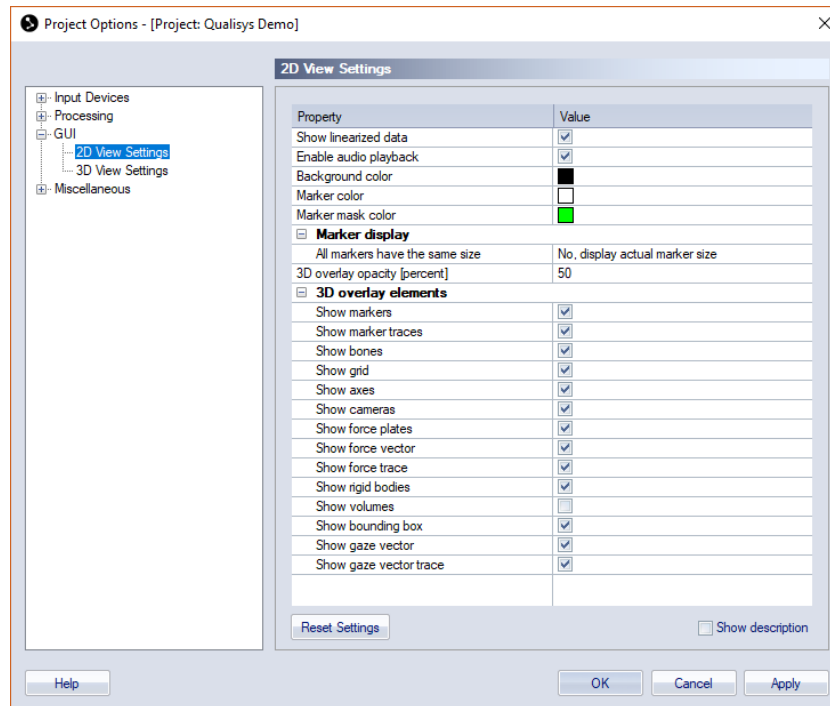 Project Options - [Project: Qualisys Demo]
2D View Settings
Input Devices
Processing
GUI
2D View Settings
3D View Settings
Miscellaneous
Property Value
Show linearized data
Enable audio playback
Background color
Marker color
Marker mask color
Marker display
All markers have the same size No, display actual marker size
3D overlay opacity [percent] 50
3D overlay elements
Show markers
Show marker traces
Show bones
Show grid
Show axes
Show cameras
Show force plates
Show force vector
Show force trace
Show rigid bodies
Show volumes
Show bounding box
Show gaze vector
Show gaze vector trace
Reset Settings Show description
Help OK Cancel Apply